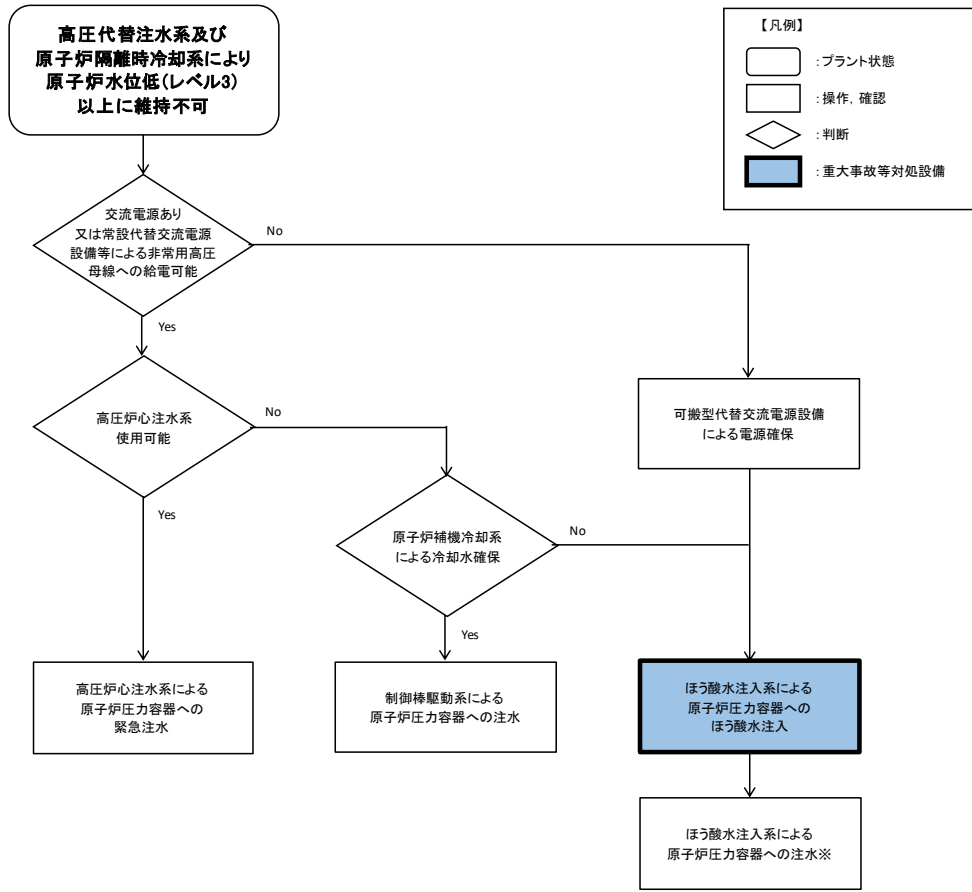 高圧代替注水系及び
原子炉隔離時冷却系により
原子炉水位低(レベル3)
以上に維持不可
【凡例】
：プラント状態
：操作, 確認
：判断
：重大事故等対処設備
交流電源あり
又は常設代替交流電源
設備等による非常用高圧
母線への給電可能
No
Yes
高圧炉心注水系
使用可能
No
Yes
可搬型代替交流電源設備
による電源確保
原子炉補機冷却系
による冷却水確保
No
Yes
高圧炉心注水系による
原子炉圧力容器への
緊急注水
制御棒駆動系による
原子炉圧力容器への注水
ほう酸水注入系による
原子炉圧力容器への
ほう酸水注入
ほう酸水注入系による
原子炉圧力容器への注水※